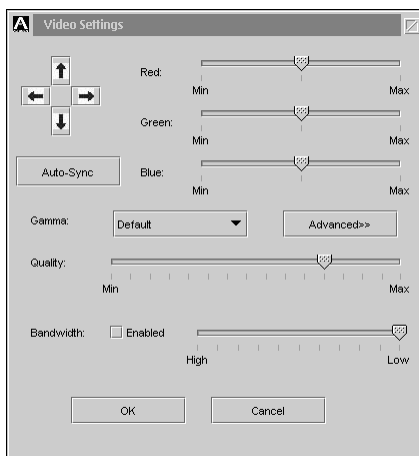 A Video Settings
Red:
Min Max
Green:
Min Max
Auto-Sync Blue:
Min Max
Gamma: Default Advanced>>
Quality:
Min Max
Bandwidth: Enabled
High Low
OK Cancel